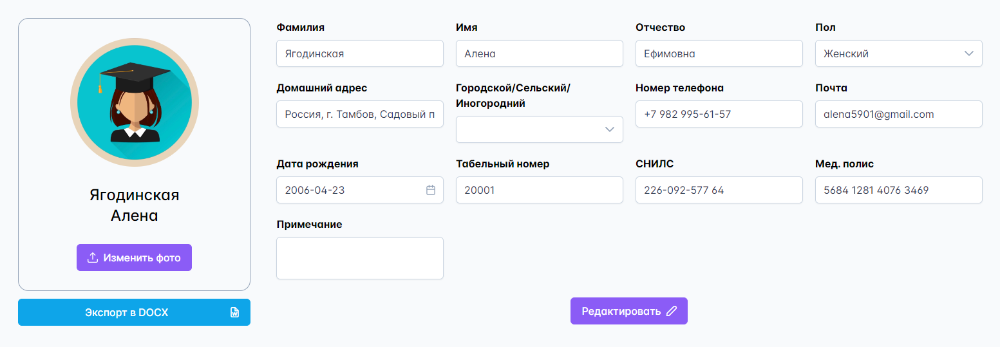 Ягодинская
Алена
Изменить фото
Экспорт в DOCX
Фамилия
Ягодинская
Имя
Алена
Отчество
Ефимовна
Пол
Женский
Домашний адрес
Россия, г. Тамбов, Садовый п
Городской/Сельский/
Иногородний
Номер телефона
+7 982 995-61-57
Почта
alena5901@gmail.com
Дата рождения
2006-04-23
Табельный номер
20001
СНИЛС
226-092-577 64
Мед. полис
5684 1281 4076 3469
Примечание
Редактировать